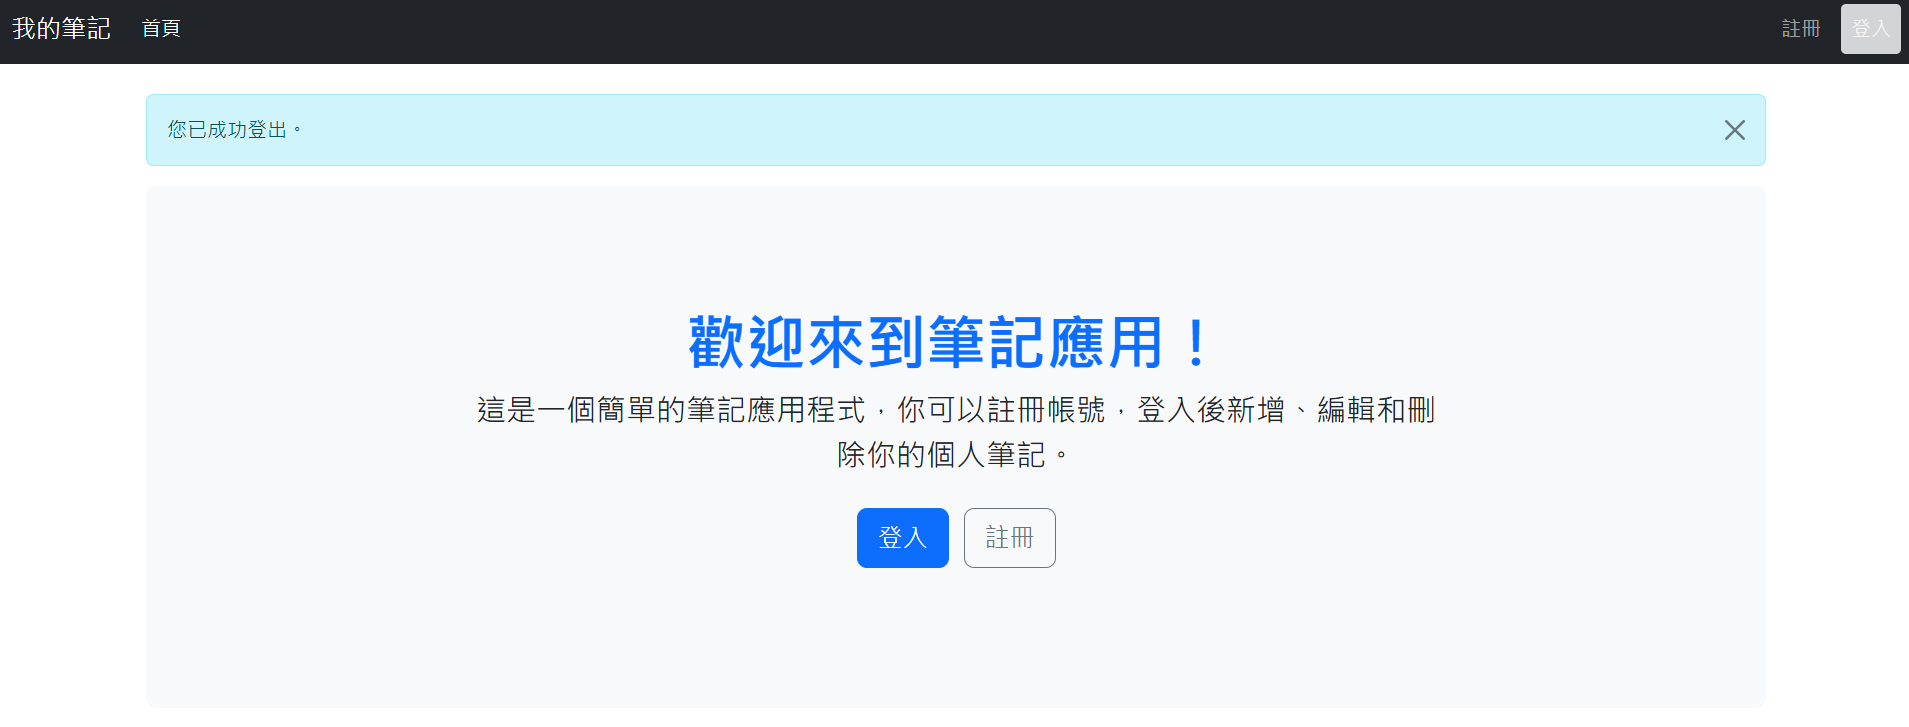 我的筆記 首頁 註冊 登入
您已成功登出。
歡迎來到筆記應用！
這是一個簡單的筆記應用程式，你可以註冊帳號，登入後新增、編輯和刪
除你的個人筆記。
登入 註冊